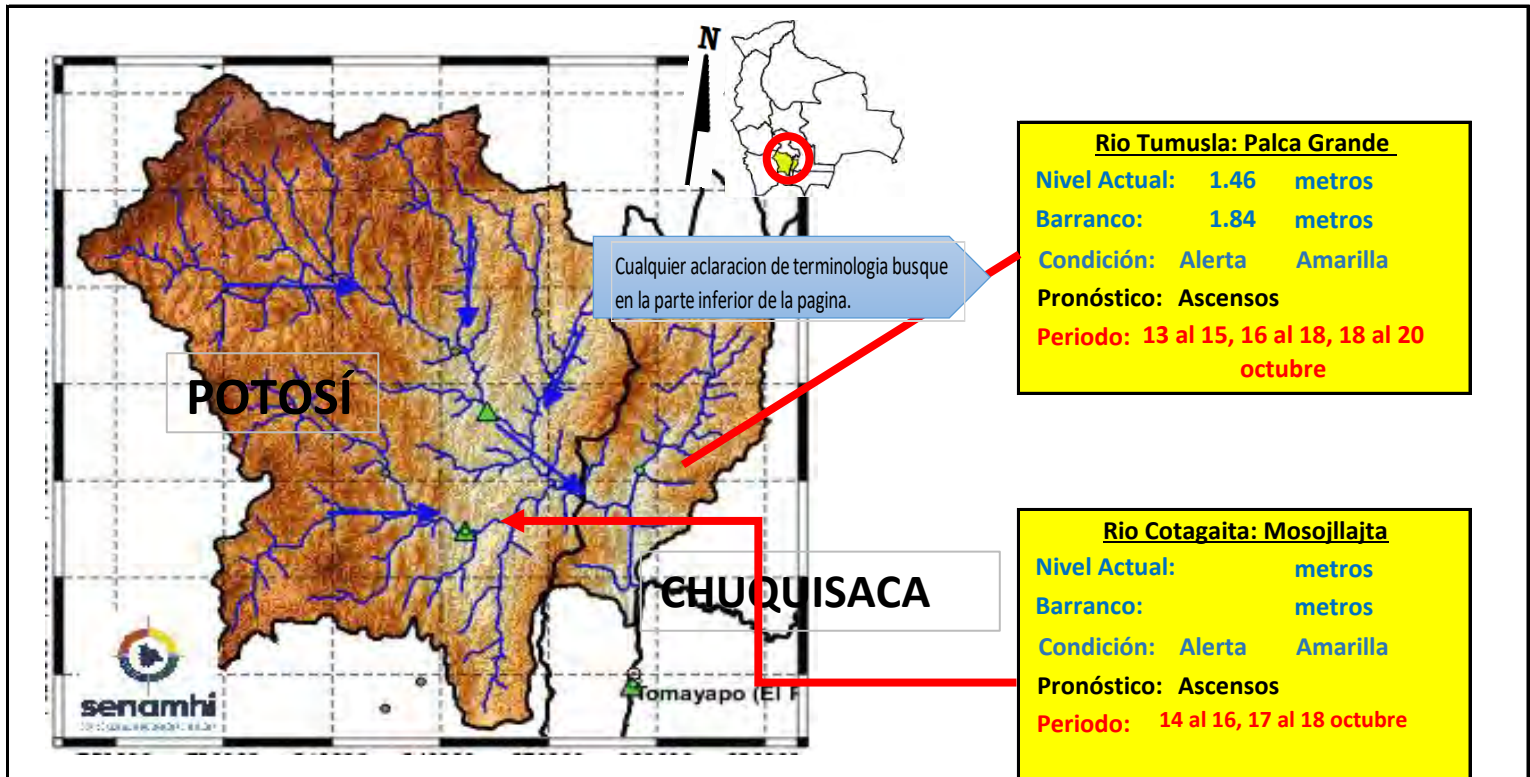 N
Cualquier aclaracion de terminologia busque
en la parte inferior de la pagina.
POTOSÍ
CHUQUISACA
senamhi
Tomayapo (El
Rio Tumusla: Palca Grande
Nivel Actual: 1.46 metros
Barranco: 1.84 metros
Condición: Alerta Amarilla
Pronóstico: Ascensos
Periodo: 13 al 15, 16 al 18, 18 al 20
octubre
Rio Cotagaita: Mosojllajta
Nivel Actual: metros
Barranco: metros
Condición: Alerta Amarilla
Pronóstico: Ascensos
Periodo: 14 al 16, 17 al 18 octubre